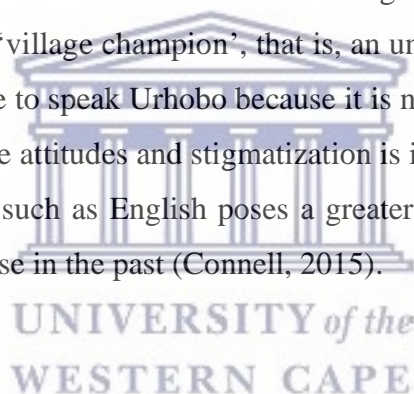 'village champion', that is, an
e to speak Urhobo because it is
e attitudes and stigmatization is
such as English poses a greater
se in the past (Connell, 2015).
UNIVERSITY of the
WESTERN CAPE